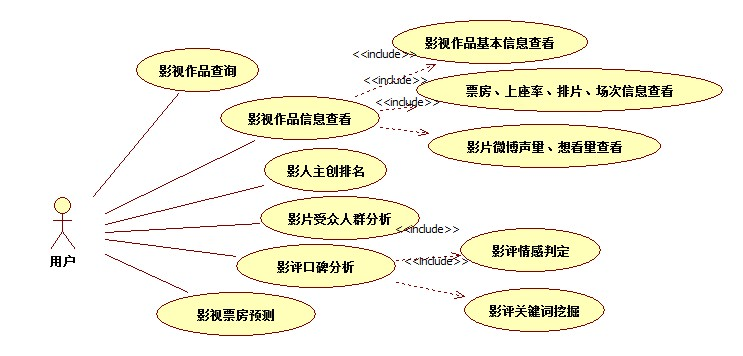 影视作品基本信息查看
<<include>>
影视作品查询
<<include>>
票房、上座率、排片、场次信息查看
<<include>>
影视作品信息查看
影片微博声量、想看量查看
影人主创排名
影片受众人群分析
<<include>>
影评情感判定
用户
影评口碑分析
<<include>>
影视票房预测
影评关键词挖掘